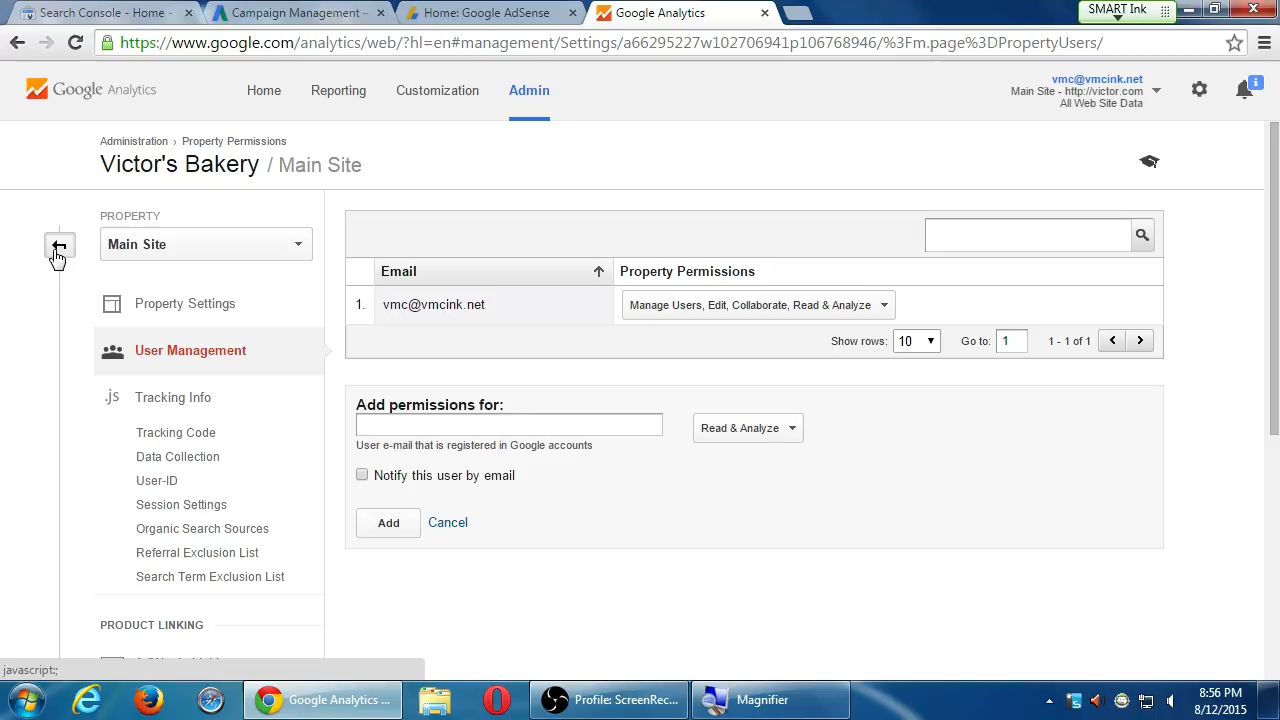 Search Console - Home -
Campaign Management -
Home: Google AdSense
Google Analytics
SMART Ink
https://www.google.com/analytics/web/?hl=en#management/Settings/a66295227w102706941p106768946/%3Fm.page%3DPropertyUsers/
Google Analytics
Home
Reporting
Customization
Admin
vmc@vmcink.net
Main Site - http://victor.com
All Web Site Data
Administration › Property Permissions
Victor's Bakery / Main Site
PROPERTY
Main Site
Email
Property Permissions
Property Settings
1.
vmc@vmcink.net
Manage Users, Edit, Collaborate, Read & Analyze
Show rows:
10
Go to:
1
1 - 1 of 1
User Management
.js
Tracking Info
Add permissions for:
Read & Analyze
User e-mail that is registered in Google accounts
Tracking Code
Data Collection
Notify this user by email
User-ID
Session Settings
Add
Cancel
Organic Search Sources
Referral Exclusion List
Search Term Exclusion List
PRODUCT LINKING
javascript:;
Google Analytics ...
Profile: ScreenRec...
Magnifier
8:56 PM
8/12/2015